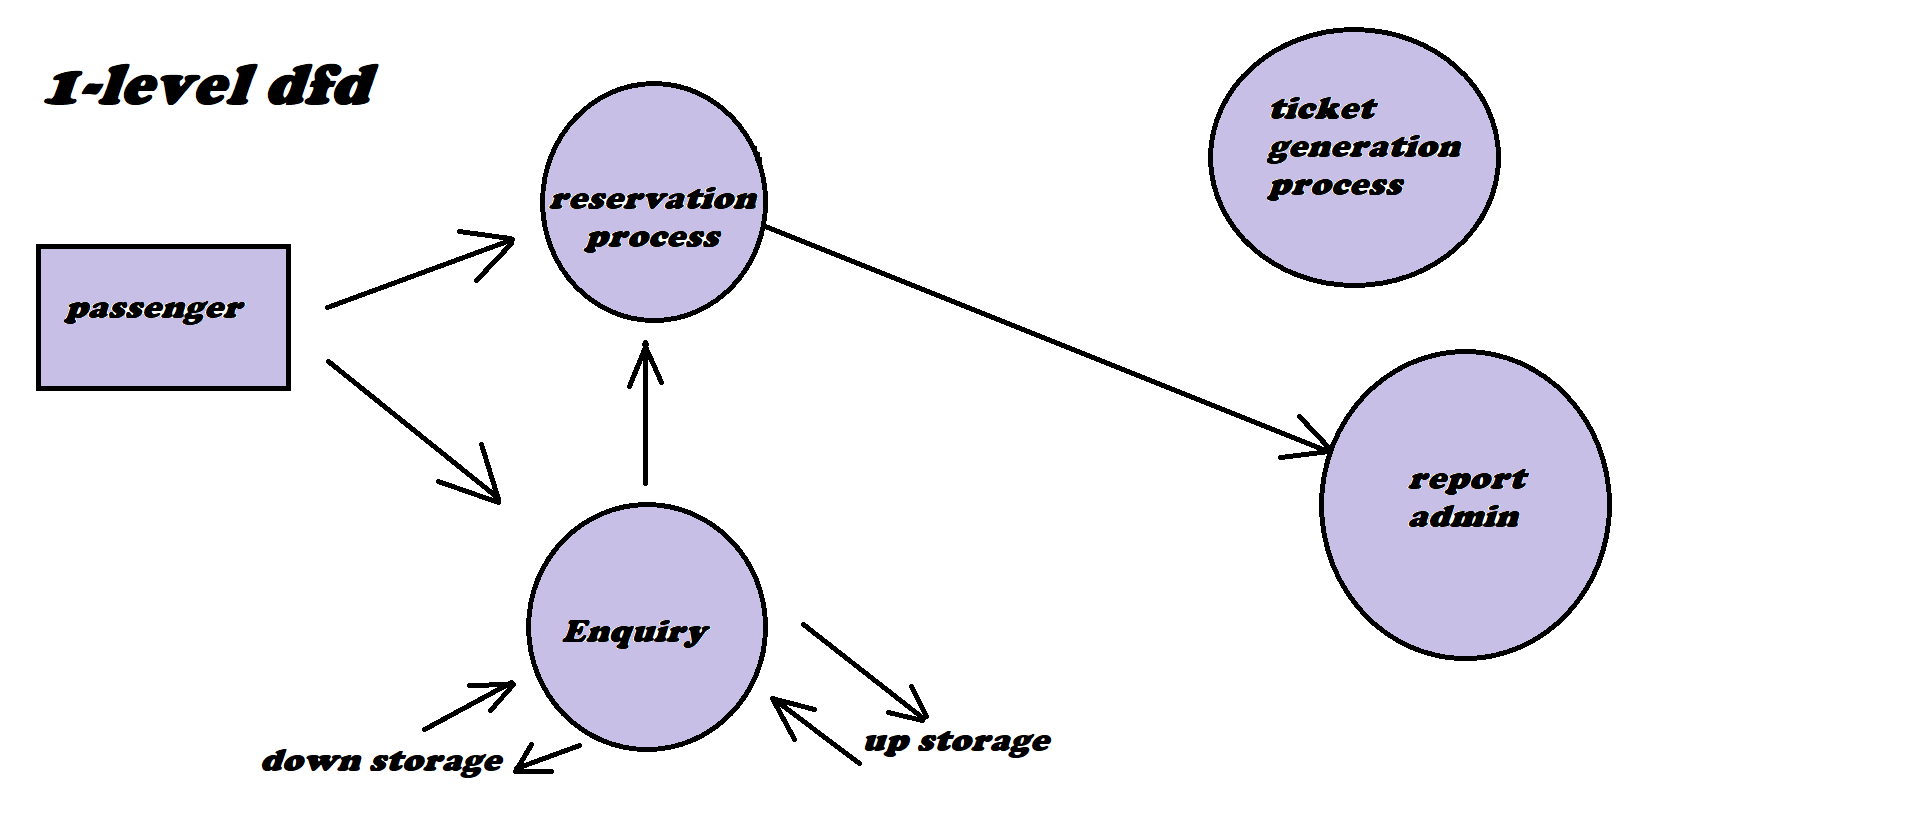 1-level dfd
passenger
reservation
process
ticket
generation
process
report
admin
Enquiry
down storage
up storage